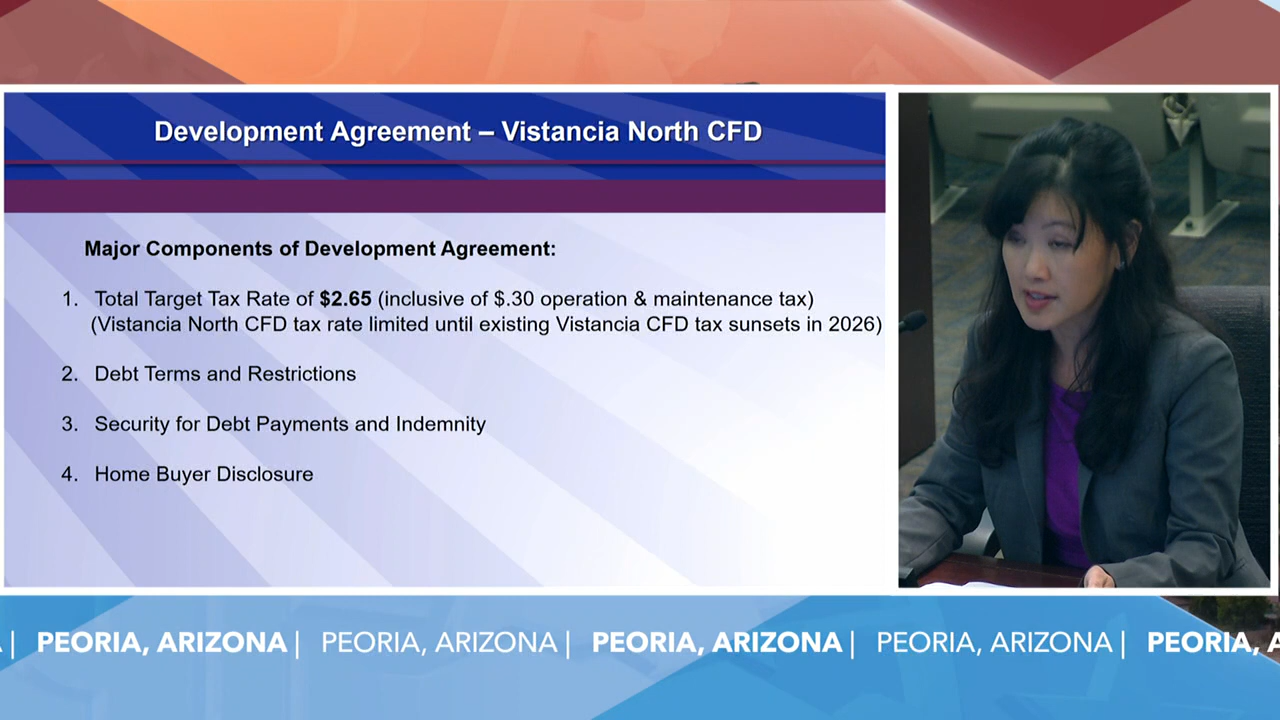 Development Agreement – Vistancia North CFD
Major Components of Development Agreement:
1. Total Target Tax Rate of $2.65 (inclusive of $.30 operation & maintenance tax)
(Vistancia North CFD tax rate limited until existing Vistancia CFD tax sunsets in 2026)
2. Debt Terms and Restrictions
3. Security for Debt Payments and Indemnity
4. Home Buyer Disclosure
A | PEORIA, ARIZONA | PEORIA, ARIZONA | PEORIA, ARIZONA | PEORIA, ARIZONA | PEORIA, A